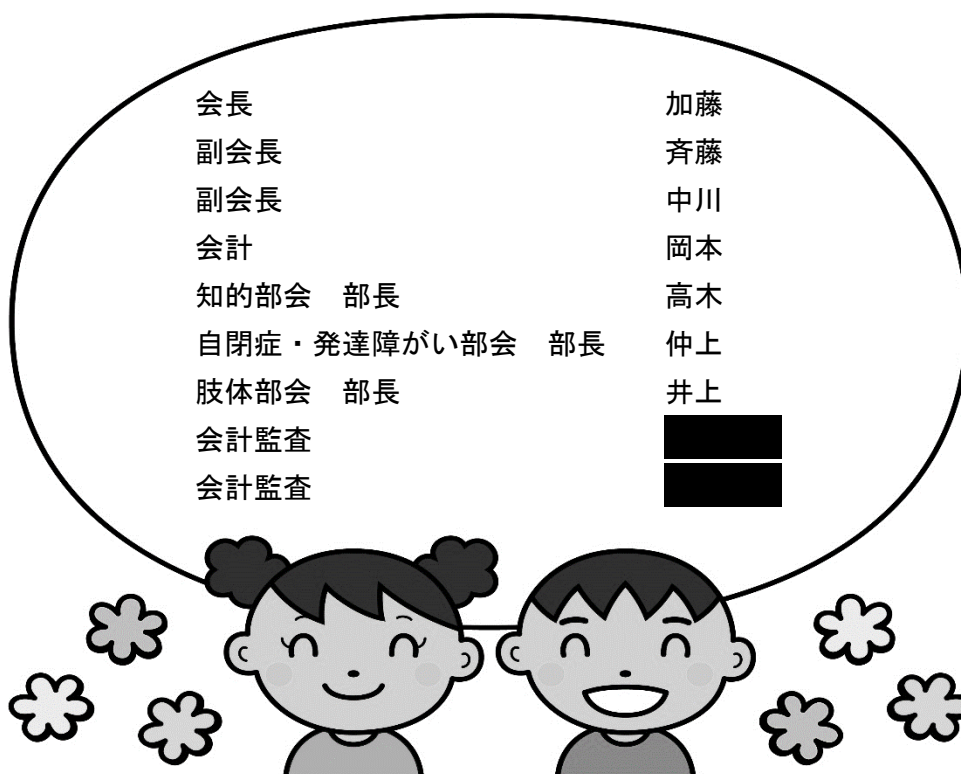 会長　加藤
副会長　斉藤
副会長　中川
会計　岡本
知的部会　部長　高木
自閉症・発達障がい部会　部長　仲上
肢体部会　部長　井上
会計監査
会計監査